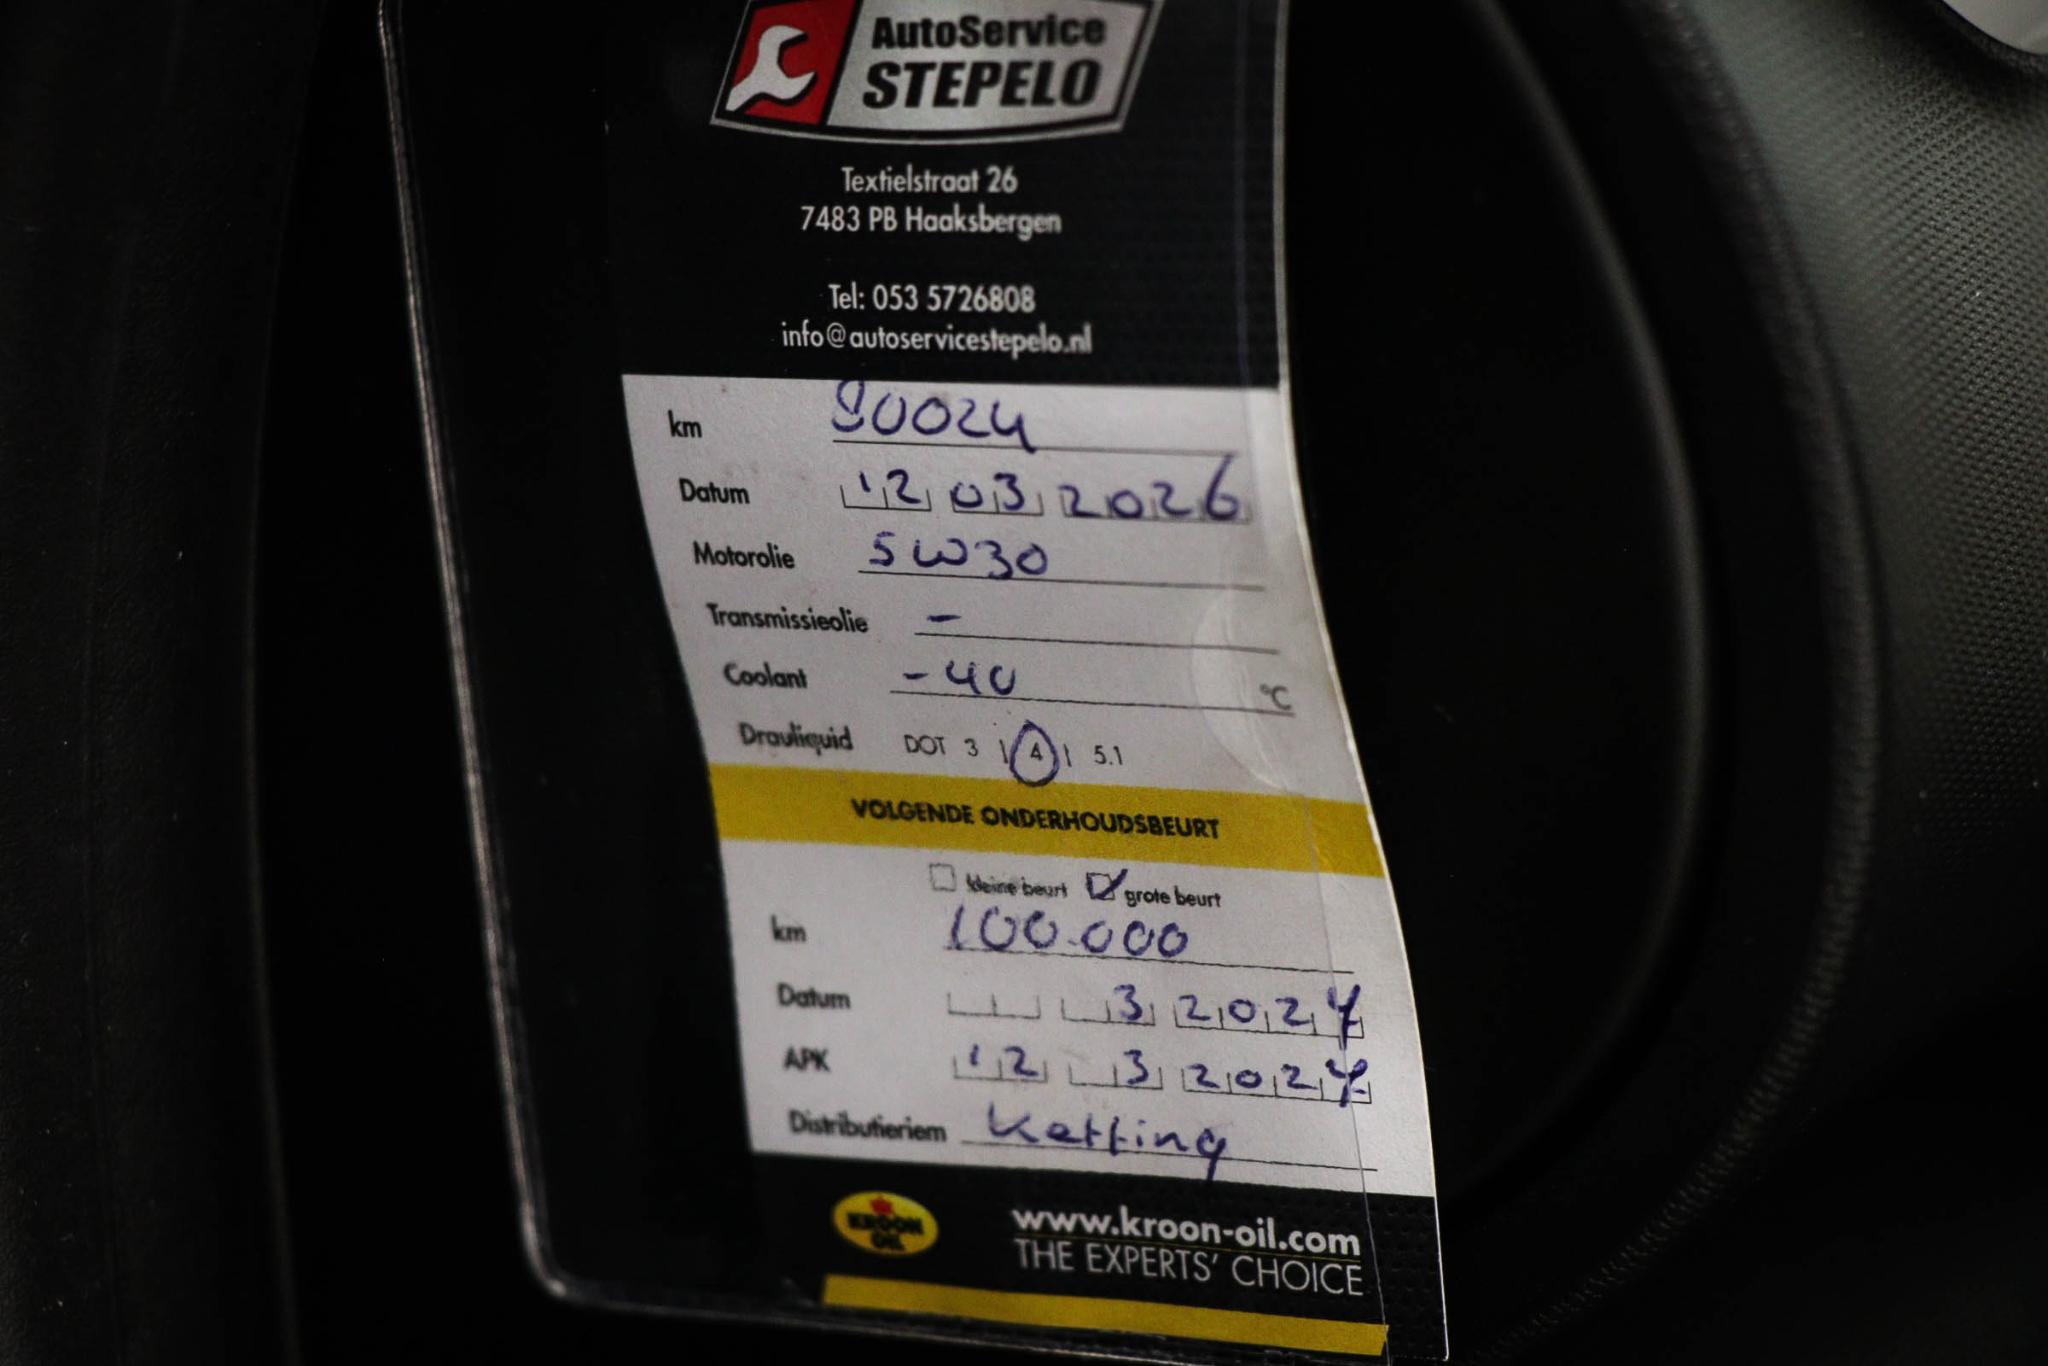 AutoService
STEPELO
Textielstraat 26
7483 PB Haaksbergen
Tel: 053 5726808
info@autoservicestepelo.nl
km 90024
Datum 12 03 2026
Motorolie 5W30
Transmissieolie -
Coolant -40 °C
Drauliquid DOT 3 | 4 | 5.1
VOLGENDE ONDERHOUDSBEURT
kleine beurt grote beurt
km 100.000
Datum 3 2027
APK 12 3 2027
Distributieriem ketting
KROON OIL www.kroon-oil.com
THE EXPERTS' CHOICE